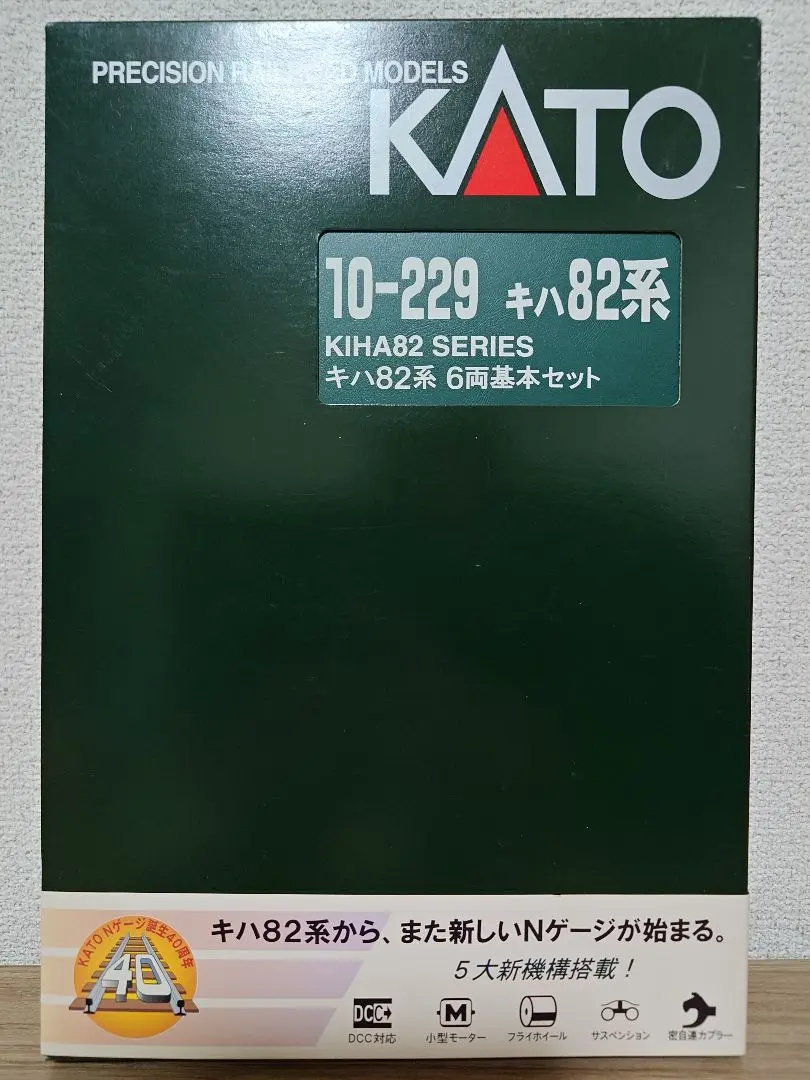 PRECISION RAILROAD MODELS
KATO
10-229 キハ82系
KIHA82 SERIES
キハ82系 6両基本セット
KATO Nゲージ誕生40周年
40
キハ82系から、また新しいNゲージが始まる。
5大新機構搭載!
DCC
M
DCC対応
小型モーター
フライホイール
サスペンション
密自連カプラー